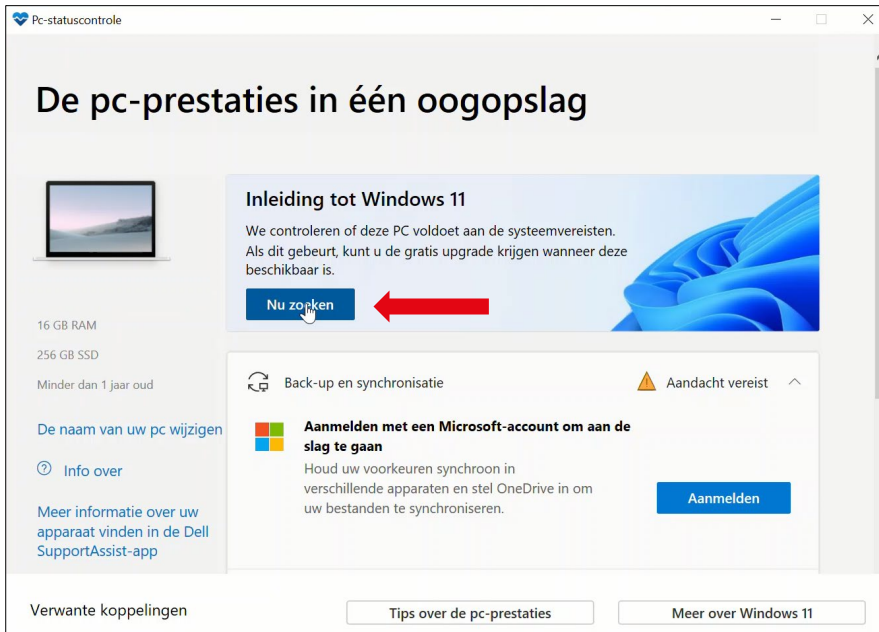 Pc-statuscontrole
De pc-prestaties in één oogopslag
Inleiding tot Windows 11
We controleren of deze PC voldoet aan de systeemvereisten.
Als dit gebeurt, kunt u de gratis upgrade krijgen wanneer deze
beschikbaar is.
Nu zoeken
16 GB RAM
256 GB SSD
Minder dan 1 jaar oud
De naam van uw pc wijzigen
Info over
Meer informatie over uw
apparaat vinden in de Dell
SupportAssist-app
Back-up en synchronisatie
Aandacht vereist
Aanmelden met een Microsoft-account om aan de
slag te gaan
Houd uw voorkeuren synchroon in
verschillende apparaten en stel OneDrive in om
uw bestanden te synchroniseren.
Aanmelden
Verwante koppelingen
Tips over de pc-prestaties
Meer over Windows 11